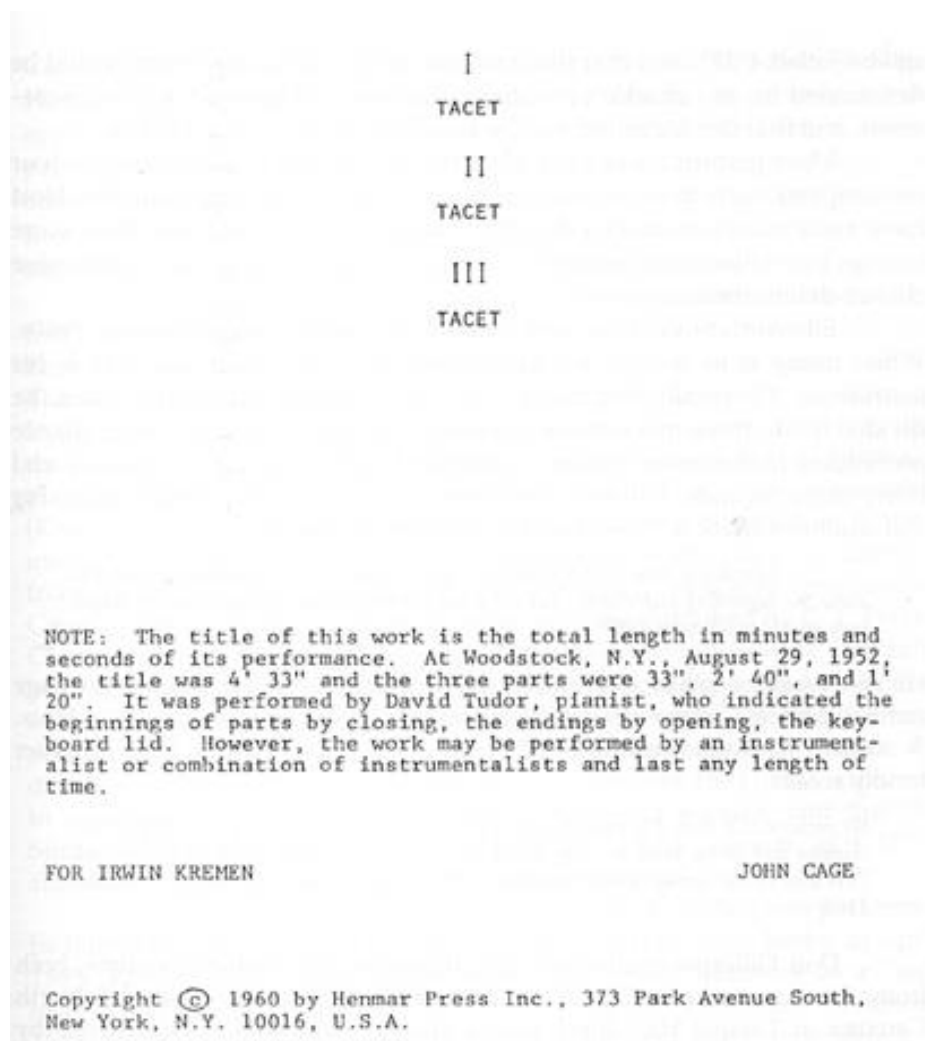 I
TACET
II
TACET
III
TACET
NOTE: The title of this work is the total length in minutes and
seconds of its performance. At Woodstock, N.Y., August 29, 1952,
the title was 4' 33" and the three parts were 33", 2' 40", and 1'
20". It was performed by David Tudor, pianist, who indicated the
beginnings of parts by closing, the endings by opening, the key-
board lid. However, the work may be performed by an instrument-
alist or combination of instrumentalists and last any length of
time.
FOR IRWIN KREMEN JOHN CAGE
Copyright © 1960 by Henmar Press Inc., 373 Park Avenue South,
New York, N.Y. 10016, U.S.A.